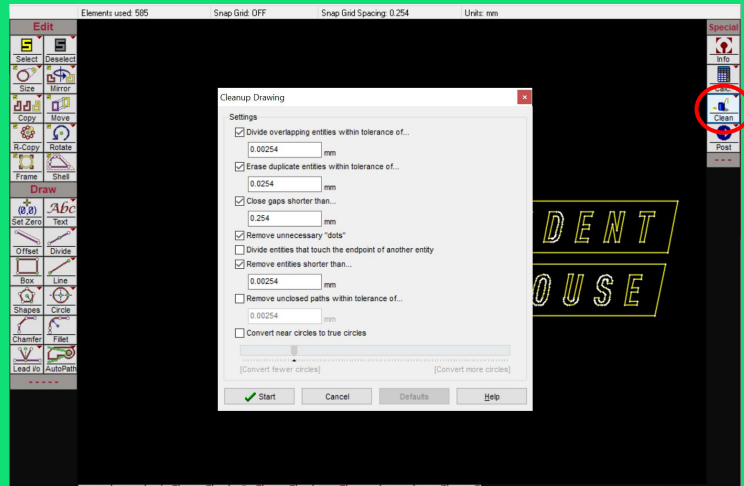 Elements used: 585 Snap Grid: OFF Snap Grid Spacing: 0.254 Units: mm
Edit
Select Deselect
Size Mirror
Copy Move
R-Copy Rotate
Frame Shell
Draw
(0,0) Abc
Set Zero Text
Offset Divide
Box Line
Shapes Circle
Chamfer Fillet
Lead I/o AutoPath
Cleanup Drawing
Settings
Divide overlapping entities within tolerance of...
0.00254 mm
Erase duplicate entities within tolerance of...
0.0254 mm
Close gaps shorter than...
0.254 mm
Remove unnecessary "dots"
Divide entities that touch the endpoint of another entity
Remove entities shorter than...
0.00254 mm
Remove unclosed paths within tolerance of...
0.00254 mm
Convert near circles to true circles
[Convert fewer circles] [Convert more circles]
Start Cancel Defaults Help
DENT
OUSE
Special
Info
Calc.
Clean
Post